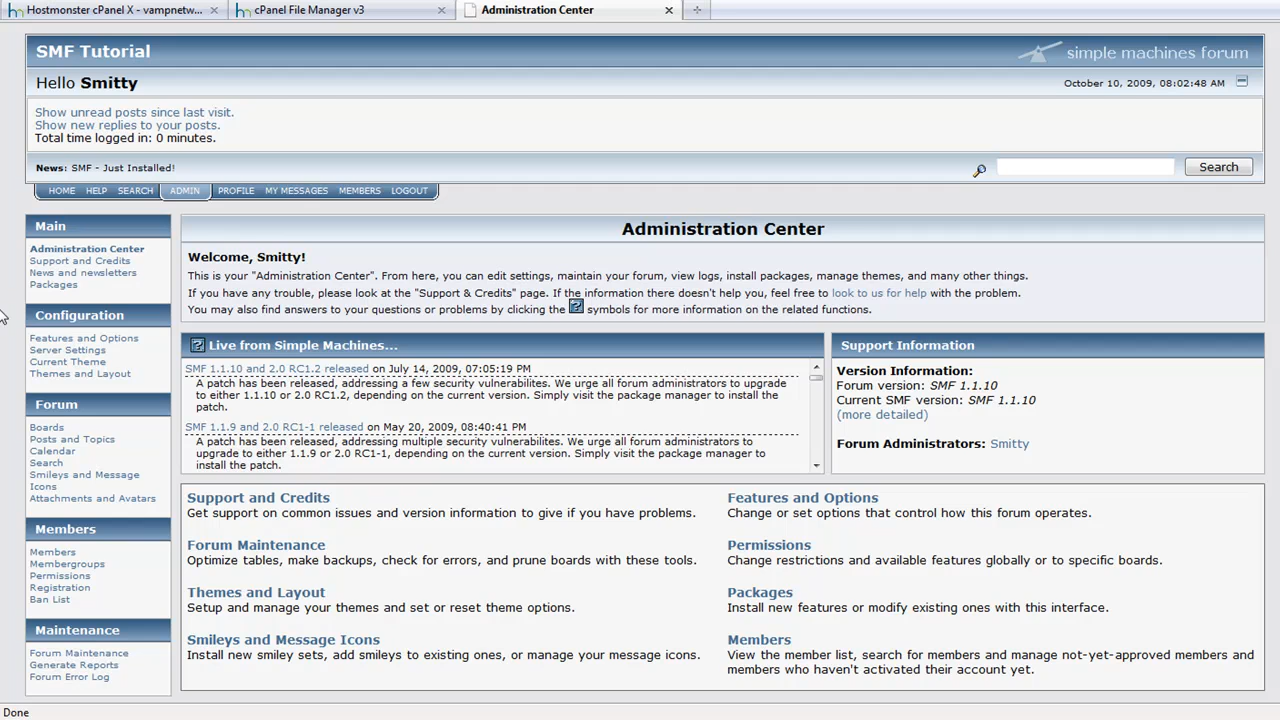 Hostmonster cPanel X - vampnetw...
cPanel File Manager v3
Administration Center
SMF Tutorial
simple machines forum
Hello Smitty
October 10, 2009, 08:02:48 AM
Show unread posts since last visit.
Show new replies to your posts.
Total time logged in: 0 minutes.
News: SMF - Just Installed!
Search
HOME HELP SEARCH ADMIN PROFILE MY MESSAGES MEMBERS LOGOUT
Main
Administration Center
Support and Credits
News and newsletters
Packages
Configuration
Features and Options
Server Settings
Current Theme
Themes and Layout
Forum
Boards
Posts and Topics
Calendar
Search
Smileys and Message
Icons
Attachments and Avatars
Members
Members
Membergroups
Permissions
Registration
Ban List
Maintenance
Forum Maintenance
Generate Reports
Forum Error Log
Administration Center
Welcome, Smitty!
This is your "Administration Center". From here, you can edit settings, maintain your forum, view logs, install packages, manage themes, and many other things.
If you have any trouble, please look at the "Support & Credits" page. If the information there doesn't help you, feel free to look to us for help with the problem.
You may also find answers to your questions or problems by clicking the ? symbols for more information on the related functions.
? Live from Simple Machines...
SMF 1.1.10 and 2.0 RC1.2 released on July 14, 2009, 07:05:19 PM
A patch has been released, addressing a few security vulnerabilites. We urge all forum administrators to upgrade
to either 1.1.10 or 2.0 RC1.2, depending on the current version. Simply visit the package manager to install the
patch.
SMF 1.1.9 and 2.0 RC1-1 released on May 20, 2009, 08:40:41 PM
A patch has been released, addressing multiple security vulnerabilites. We urge all forum administrators to
upgrade to either 1.1.9 or 2.0 RC1-1, depending on the current version. Simply visit the package manager to
install the patch.
Support Information
Version Information:
Forum version: SMF 1.1.10
Current SMF version: SMF 1.1.10
(more detailed)
Forum Administrators: Smitty
Support and Credits
Get support on common issues and version information to give if you have problems.
Features and Options
Change or set options that control how this forum operates.
Forum Maintenance
Optimize tables, make backups, check for errors, and prune boards with these tools.
Permissions
Change restrictions and available features globally or to specific boards.
Themes and Layout
Setup and manage your themes and set or reset theme options.
Packages
Install new features or modify existing ones with this interface.
Smileys and Message Icons
Install new smiley sets, add smileys to existing ones, or manage your message icons.
Members
View the member list, search for members and manage not-yet-approved members and
members who haven't activated their account yet.
Done